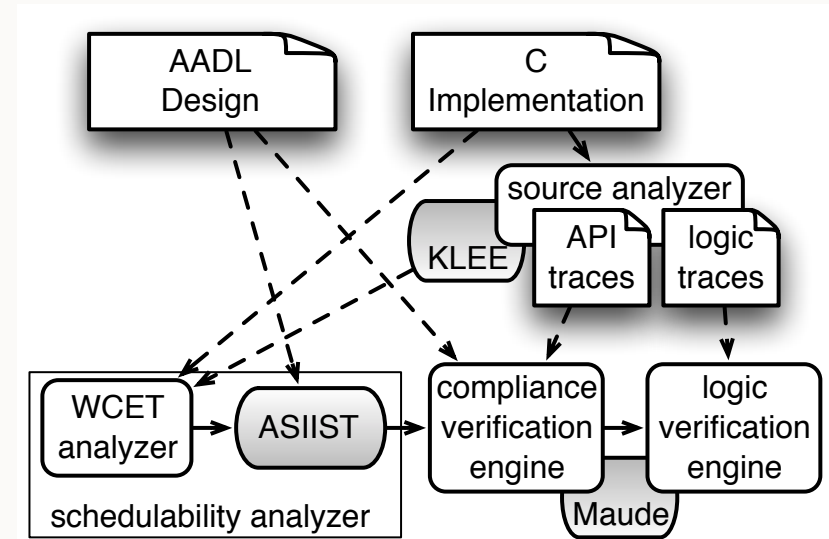 AADL
Design
C
Implementation
source analyzer
KLEE
API
traces
logic
traces
WCET
analyzer
ASIIST
compliance
verification
engine
logic
verification
engine
Maude
schedulability analyzer